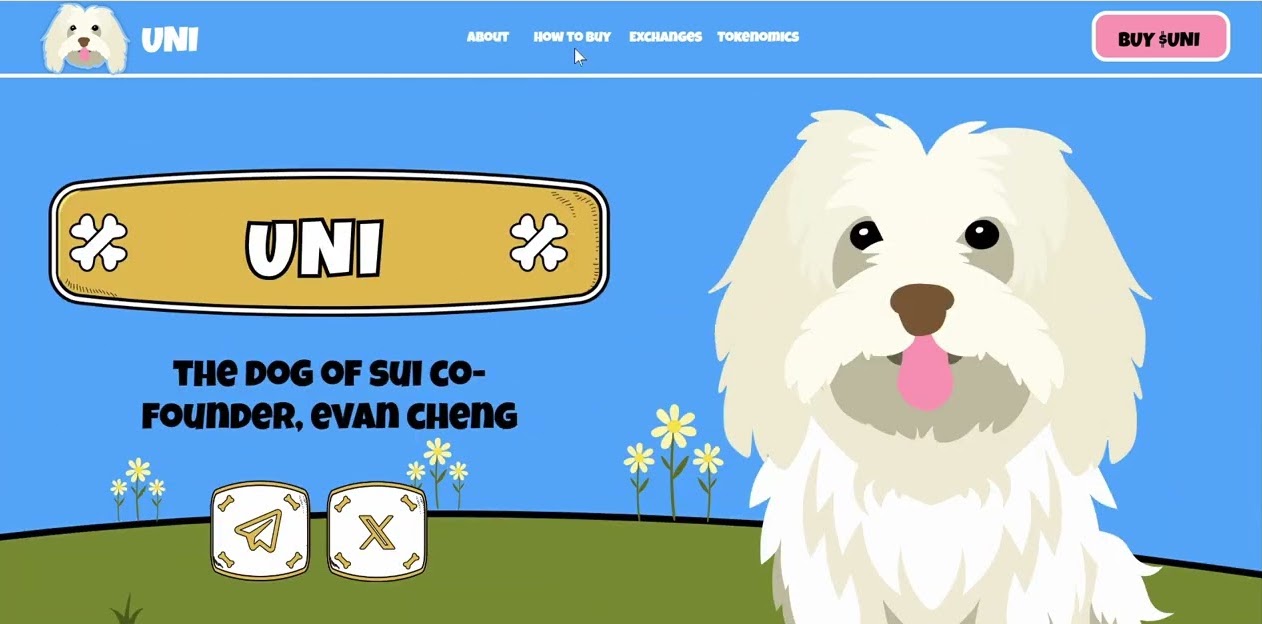 UNI
ABOUT
HOW TO BUY
EXCHANGES
TOKENOMICS
BUY $UNI
UNI
THE DOG OF SUI CO-
FOUNDER, EVAN CHENG